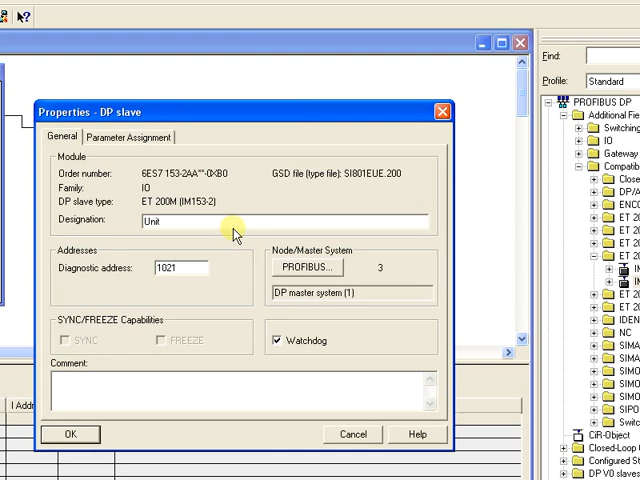 Find:
Profile:
Standard
PROFIBUS DP
Additional Fie
Switching
IO
Gateway
Compatib
Close
DP/A
ENCO
ET 20
ET 20
ET 20
ET 20
IM
IM
ET 20
ET 20
IDEN
NC
SIMA
SIMA
SIMO
SIMO
SIMO
SIPO
Switc
CiR-Object
Closed-Loop
Configured St
DP V0 slaves
Properties - DP slave
General
Parameter Assignment
Module
Order number: 6ES7 153-2AA**-0XB0 GSD file (type file): SI801EUE.200
Family: IO
DP slave type: ET 200M (IM153-2)
Designation: Unit
Addresses
Diagnostic address: 1021
Node/Master System
PROFIBUS... 3
DP master system (1)
SYNC/FREEZE Capabilities
SYNC FREEZE
Watchdog
Comment:
OK Cancel Help
I Addr